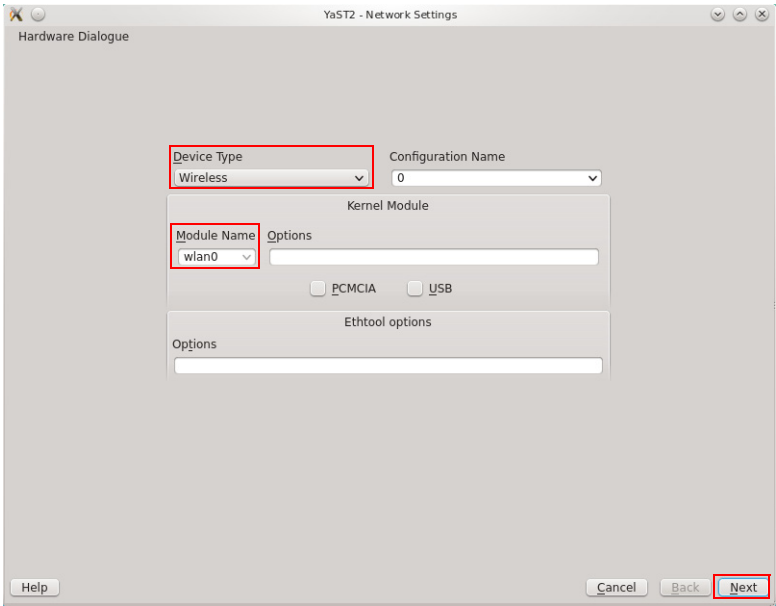 YaST2 - Network Settings
Hardware Dialogue
Device Type
Configuration Name
Wireless
0
Kernel Module
Module Name
Options
wlan0
PCMCIA
USB
Ethtool options
Options
Help
Cancel
Back
Next